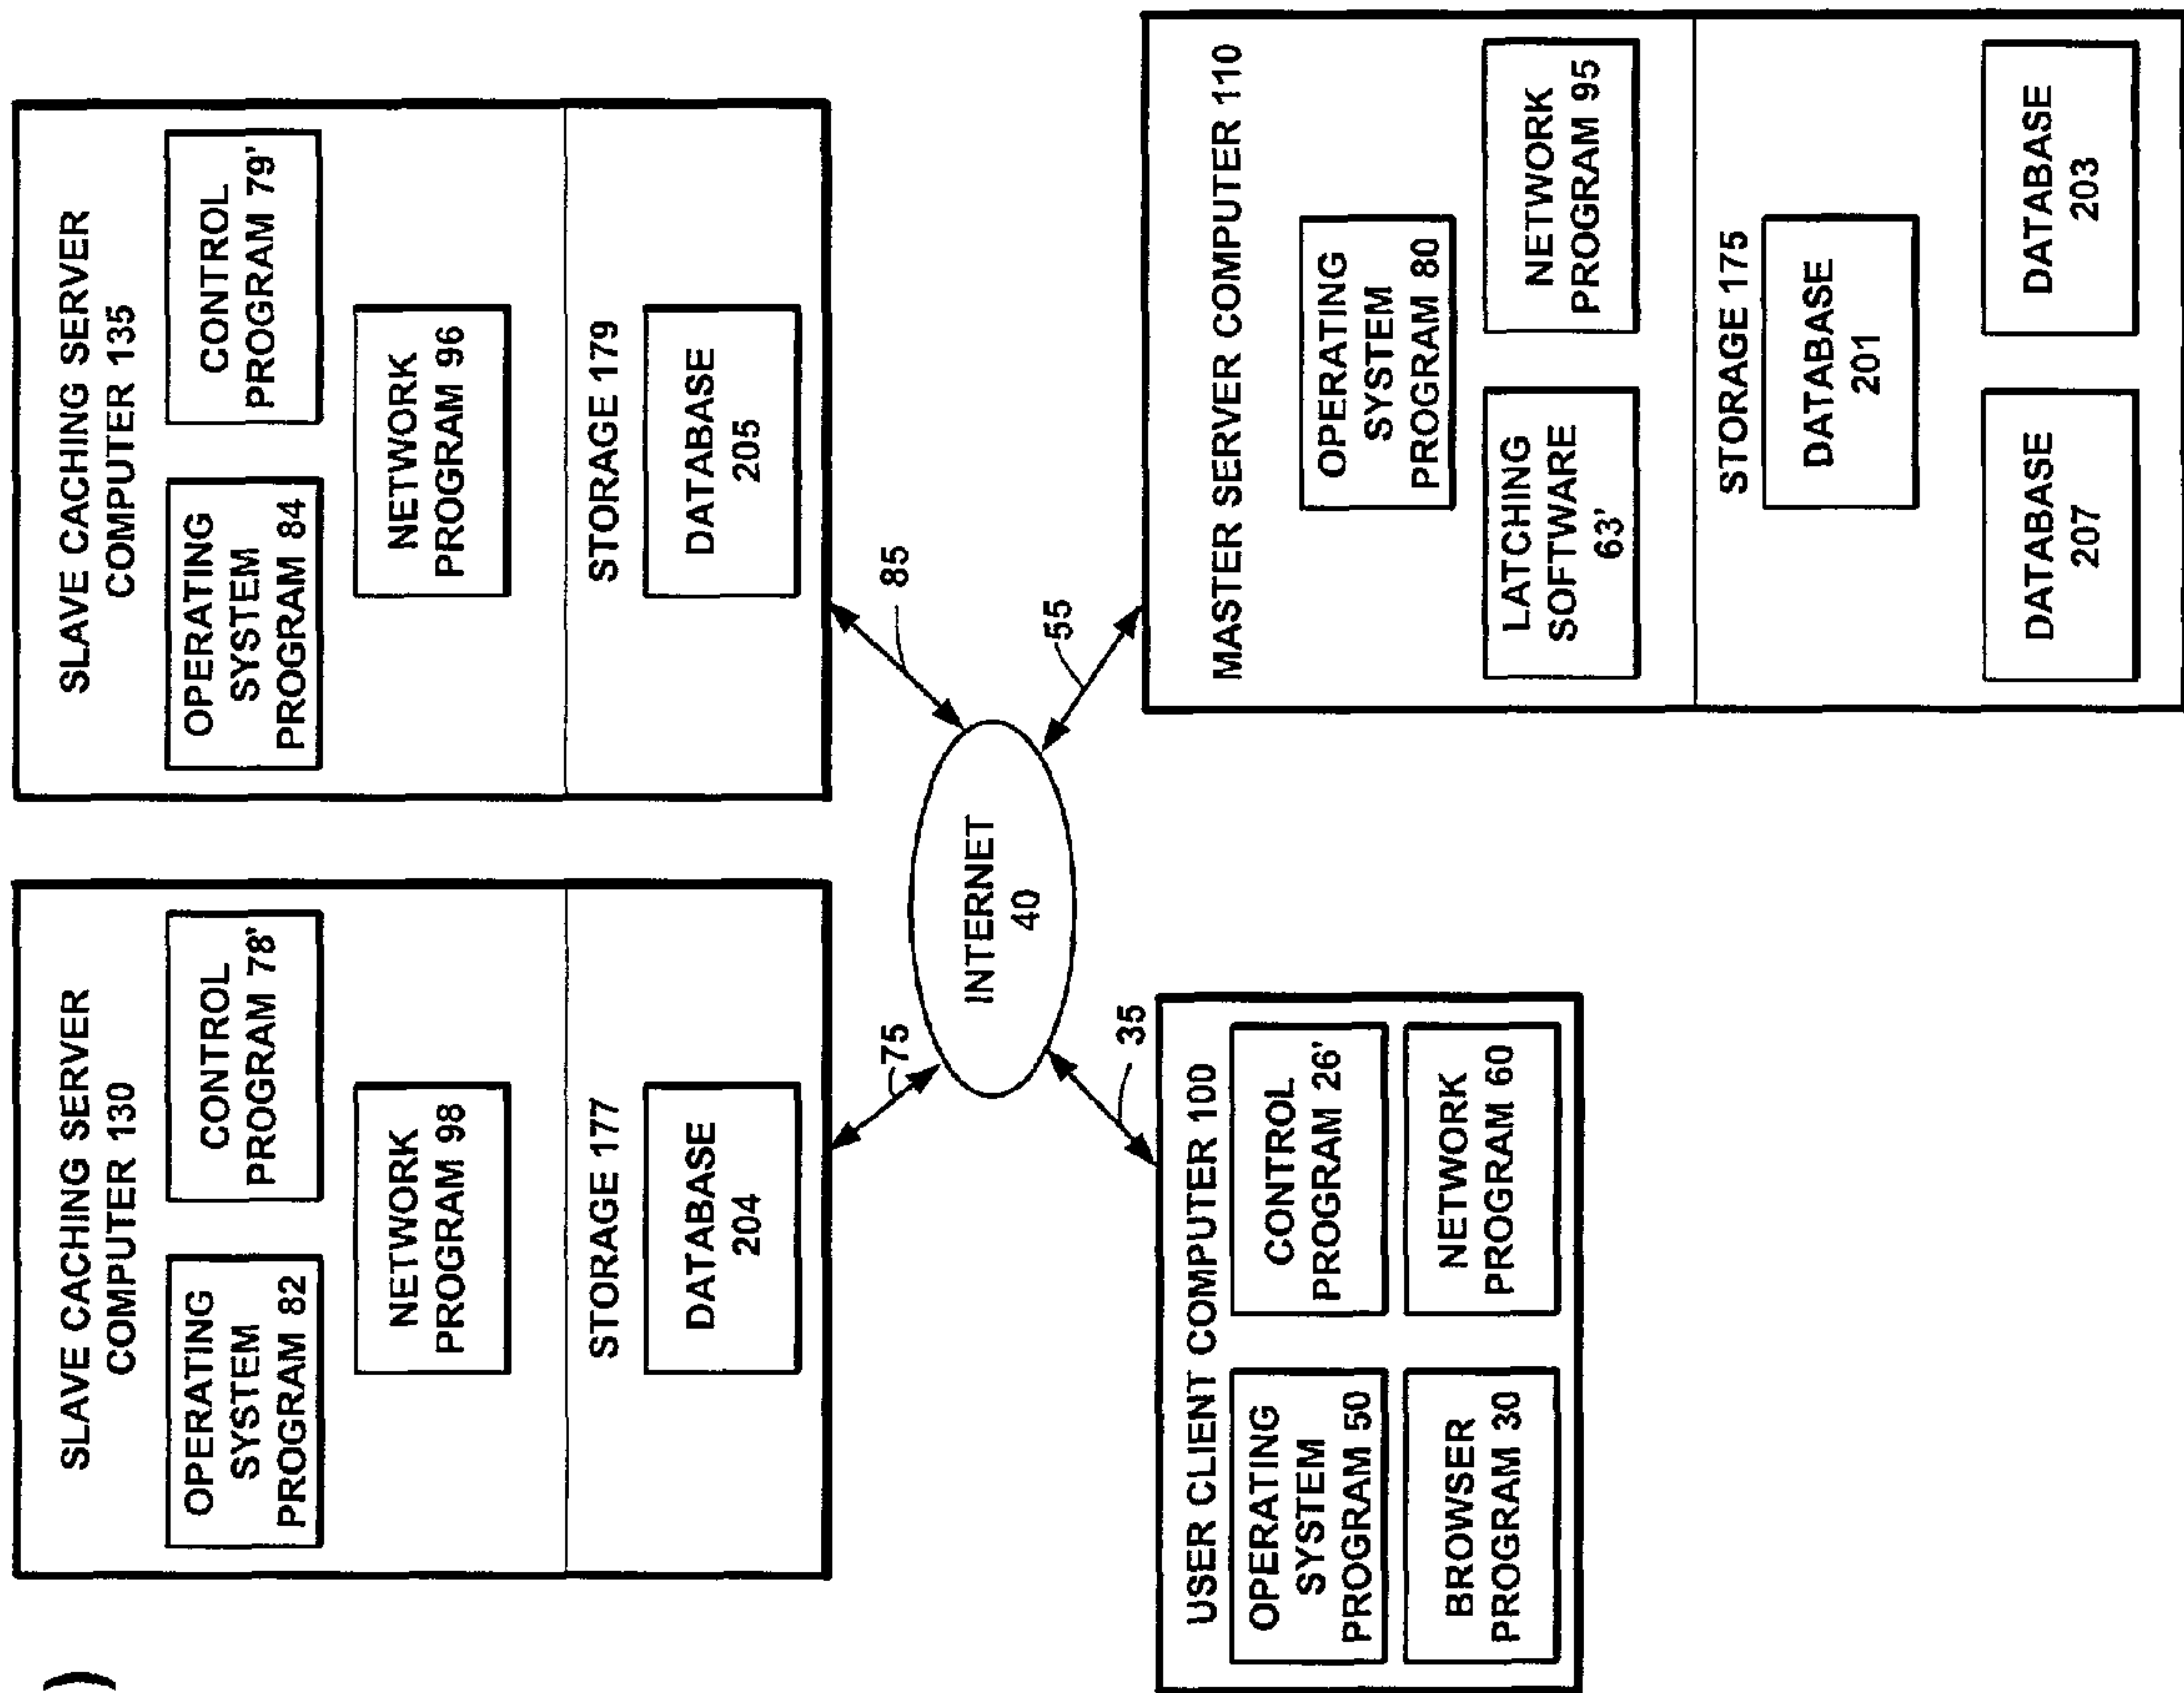 SLAVE CACHING SERVER
COMPUTER 130
OPERATING
SYSTEM
PROGRAM 82
CONTROL
PROGRAM 78'
NETWORK
PROGRAM 98
STORAGE 177
DATABASE
204
SLAVE CACHING SERVER
COMPUTER 135
OPERATING
SYSTEM
PROGRAM 84
CONTROL
PROGRAM 79'
NETWORK
PROGRAM 96
STORAGE 179
DATABASE
205
75
85
INTERNET
40
35
55
USER CLIENT COMPUTER 100
OPERATING
SYSTEM
PROGRAM 50
CONTROL
PROGRAM 26'
BROWSER
PROGRAM 30
NETWORK
PROGRAM 60
MASTER SERVER COMPUTER 110
OPERATING
SYSTEM
PROGRAM 80
LATCHING
SOFTWARE
63'
NETWORK
PROGRAM 95
STORAGE 175
DATABASE
201
DATABASE
207
DATABASE
203